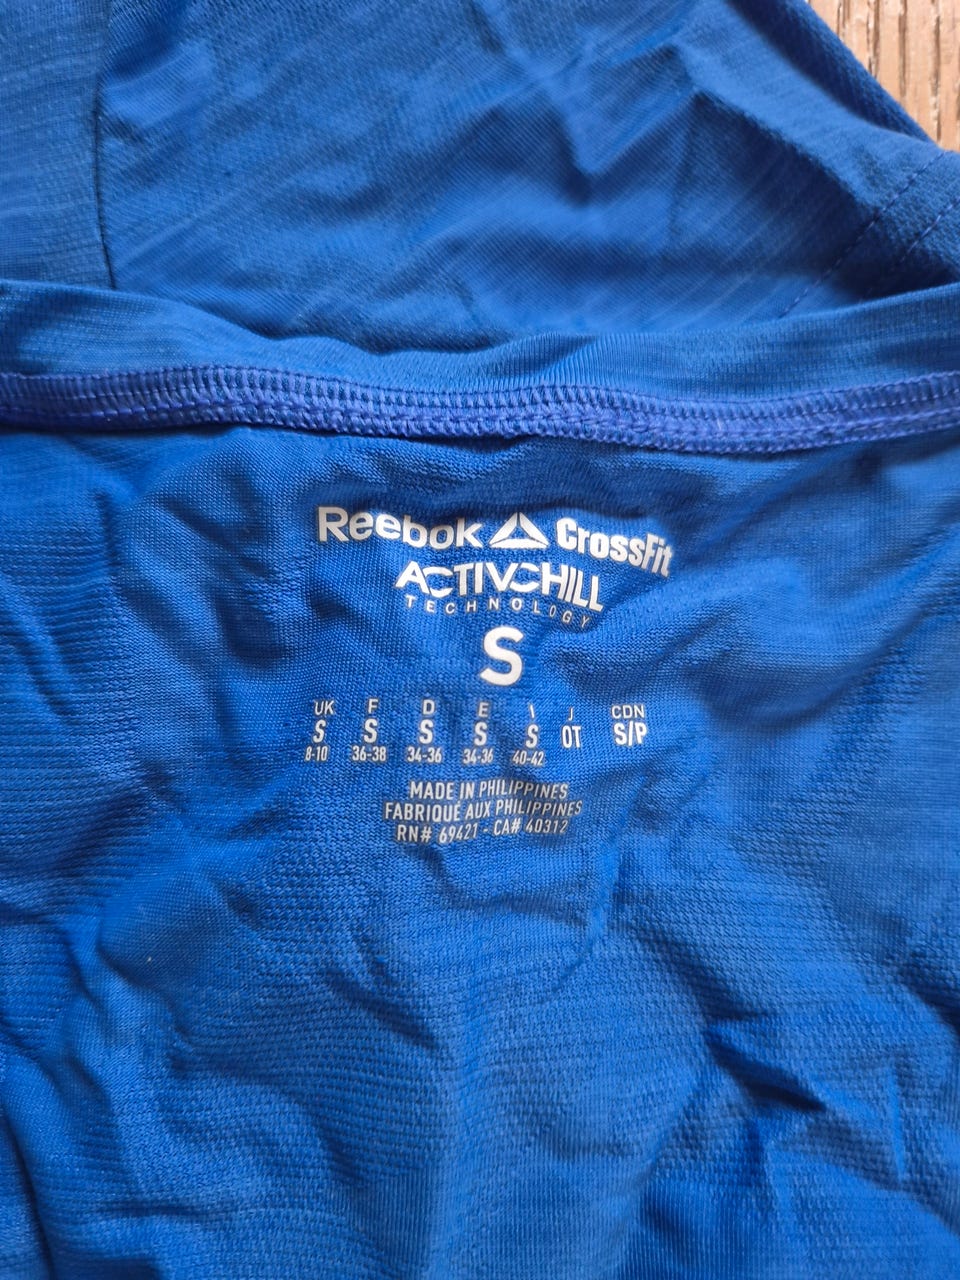 Reebok CrossFit
ACTIVCHILL
TECHNOLOGY
S
UK F D E I J CDN
S S S S S OT S/P
8-10 36-38 34-36 34-36 40-42
MADE IN PHILIPPINES
FABRIQUÉ AUX PHILIPPINES
RN# 69421 - CA# 40312